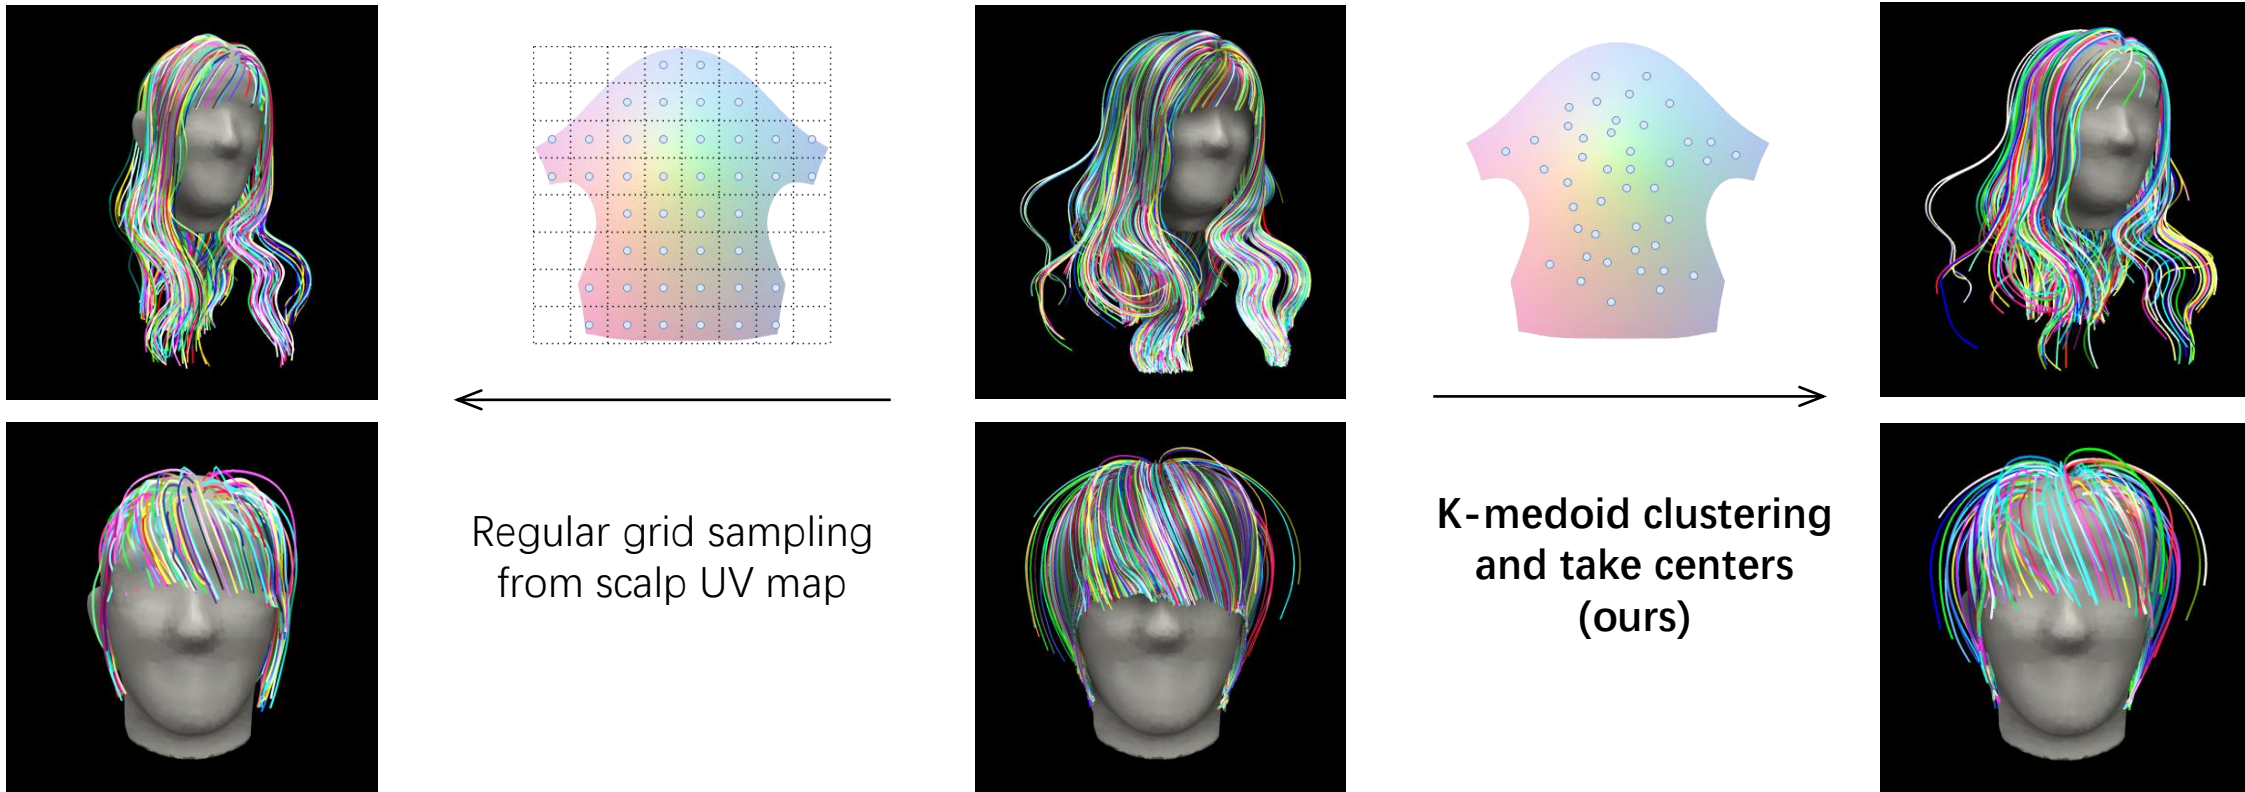 Regular grid sampling
from scalp UV map
K-medoid clustering
and take centers
(ours)